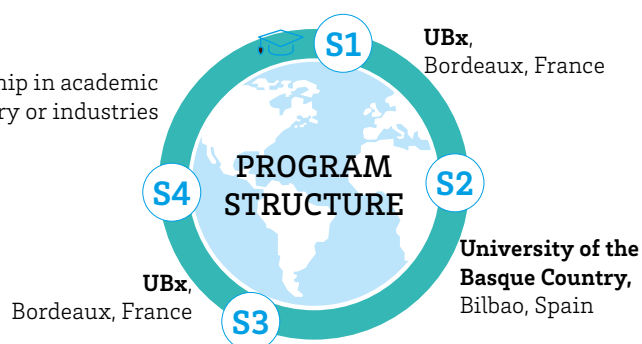 S1
UBx,
Bordeaux, France
hip in academic
ry or industries
PROGRAM
STRUCTURE
S4
S2
University of the
Basque Country,
Bilbao, Spain
UBx,
Bordeaux, France
S3